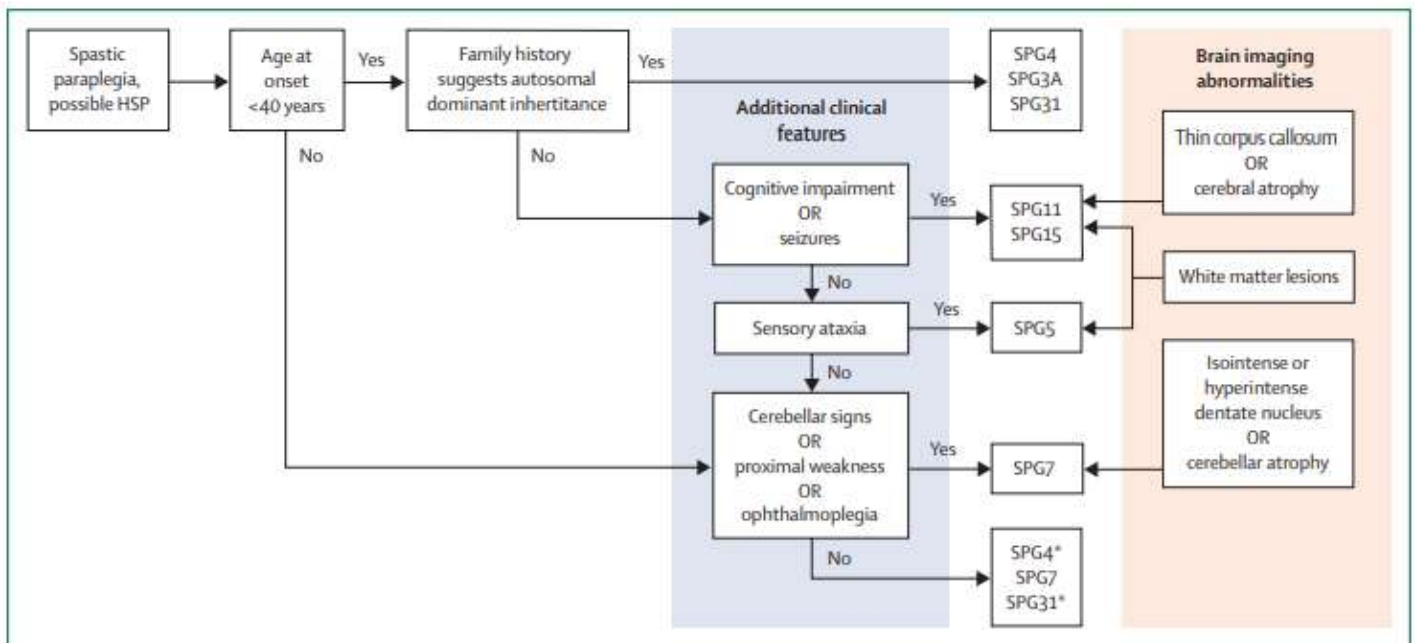 Spastic
paraplegia,
possible HSP
Age at
onset
<40 years
Yes
No
Family history
suggests autosomal
dominant inhertitance
Yes
No
Additional clinical
features
Cognitive impairment
OR
seizures
Yes
No
Sensory ataxia
Yes
No
Cerebellar signs
OR
proximal weakness
OR
ophthalmoplegia
Yes
No
SPG4
SPG3A
SPG31
SPG11
SPG15
SPG5
SPG7
SPG4*
SPG7
SPG31*
Brain imaging
abnormalities
Thin corpus callosum
OR
cerebral atrophy
White matter lesions
Isointense or
hyperintense
dentate nucleus
OR
cerebellar atrophy